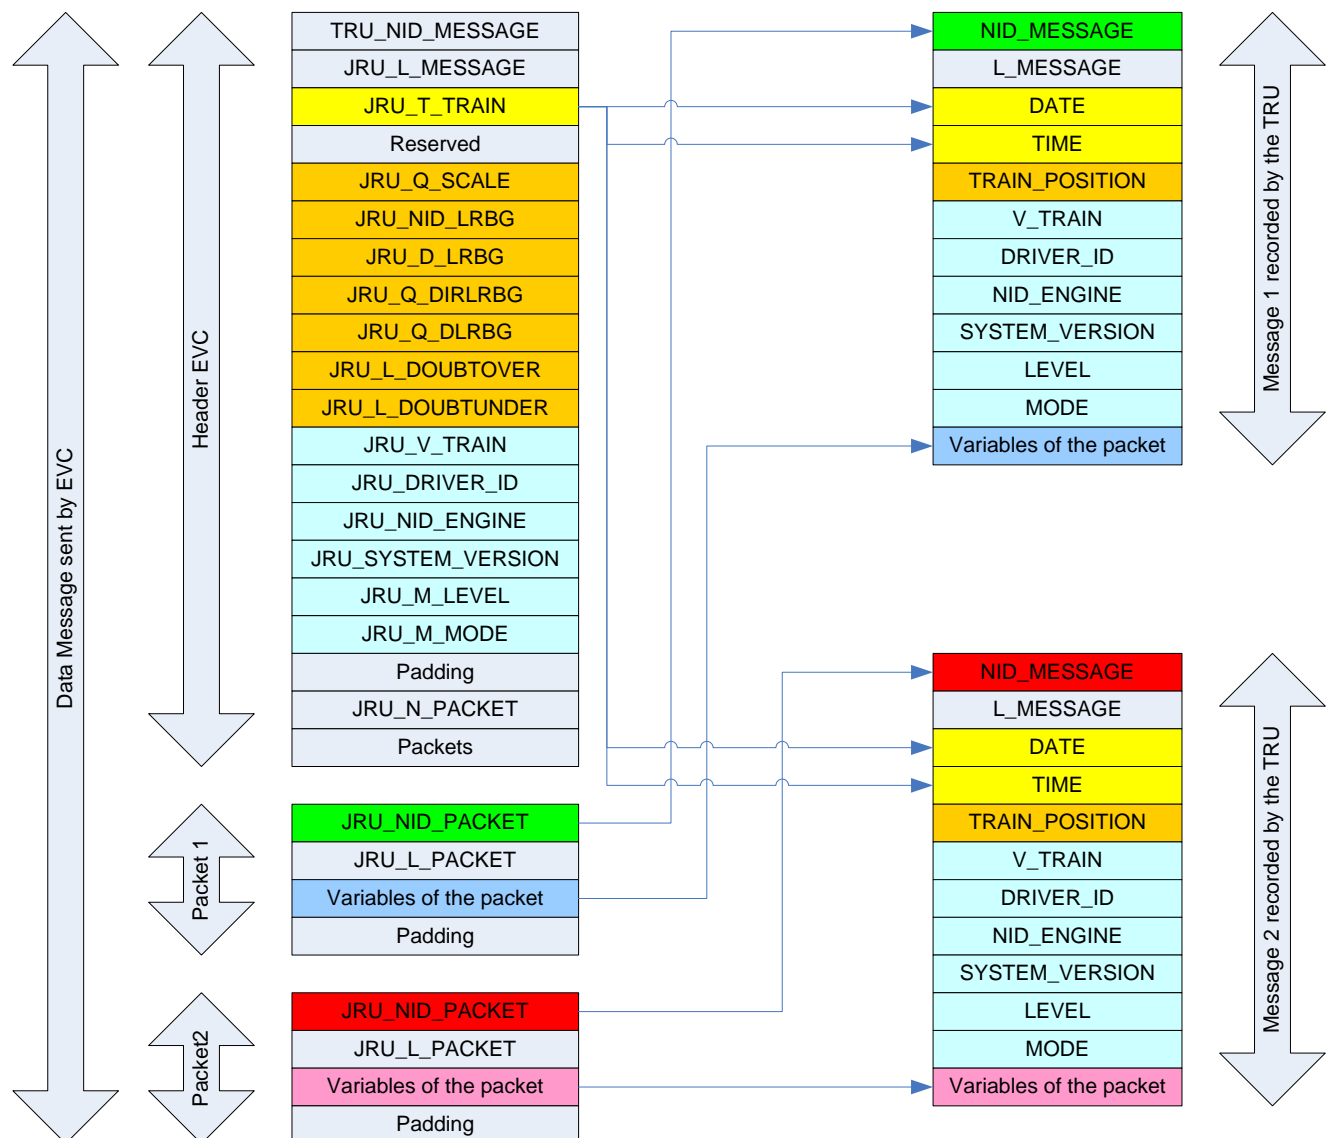 Data Message sent by EVC
Header EVC
TRU_NID_MESSAGE
JRU_L_MESSAGE
JRU_T_TRAIN
Reserved
JRU_Q_SCALE
JRU_NID_LRBG
JRU_D_LRBG
JRU_Q_DIRLRBG
JRU_Q_DLRBG
JRU_L_DOUBTOVER
JRU_L_DOUBTUNDER
JRU_V_TRAIN
JRU_DRIVER_ID
JRU_NID_ENGINE
JRU_SYSTEM_VERSION
JRU_M_LEVEL
JRU_M_MODE
Padding
JRU_N_PACKET
Packets
Packet 1
JRU_NID_PACKET
JRU_L_PACKET
Variables of the packet
Padding
Packet2
JRU_NID_PACKET
JRU_L_PACKET
Variables of the packet
Padding
NID_MESSAGE
L_MESSAGE
DATE
TIME
TRAIN_POSITION
V_TRAIN
DRIVER_ID
NID_ENGINE
SYSTEM_VERSION
LEVEL
MODE
Variables of the packet
Message 1 recorded by the TRU
NID_MESSAGE
L_MESSAGE
DATE
TIME
TRAIN_POSITION
V_TRAIN
DRIVER_ID
NID_ENGINE
SYSTEM_VERSION
LEVEL
MODE
Variables of the packet
Message 2 recorded by the TRU